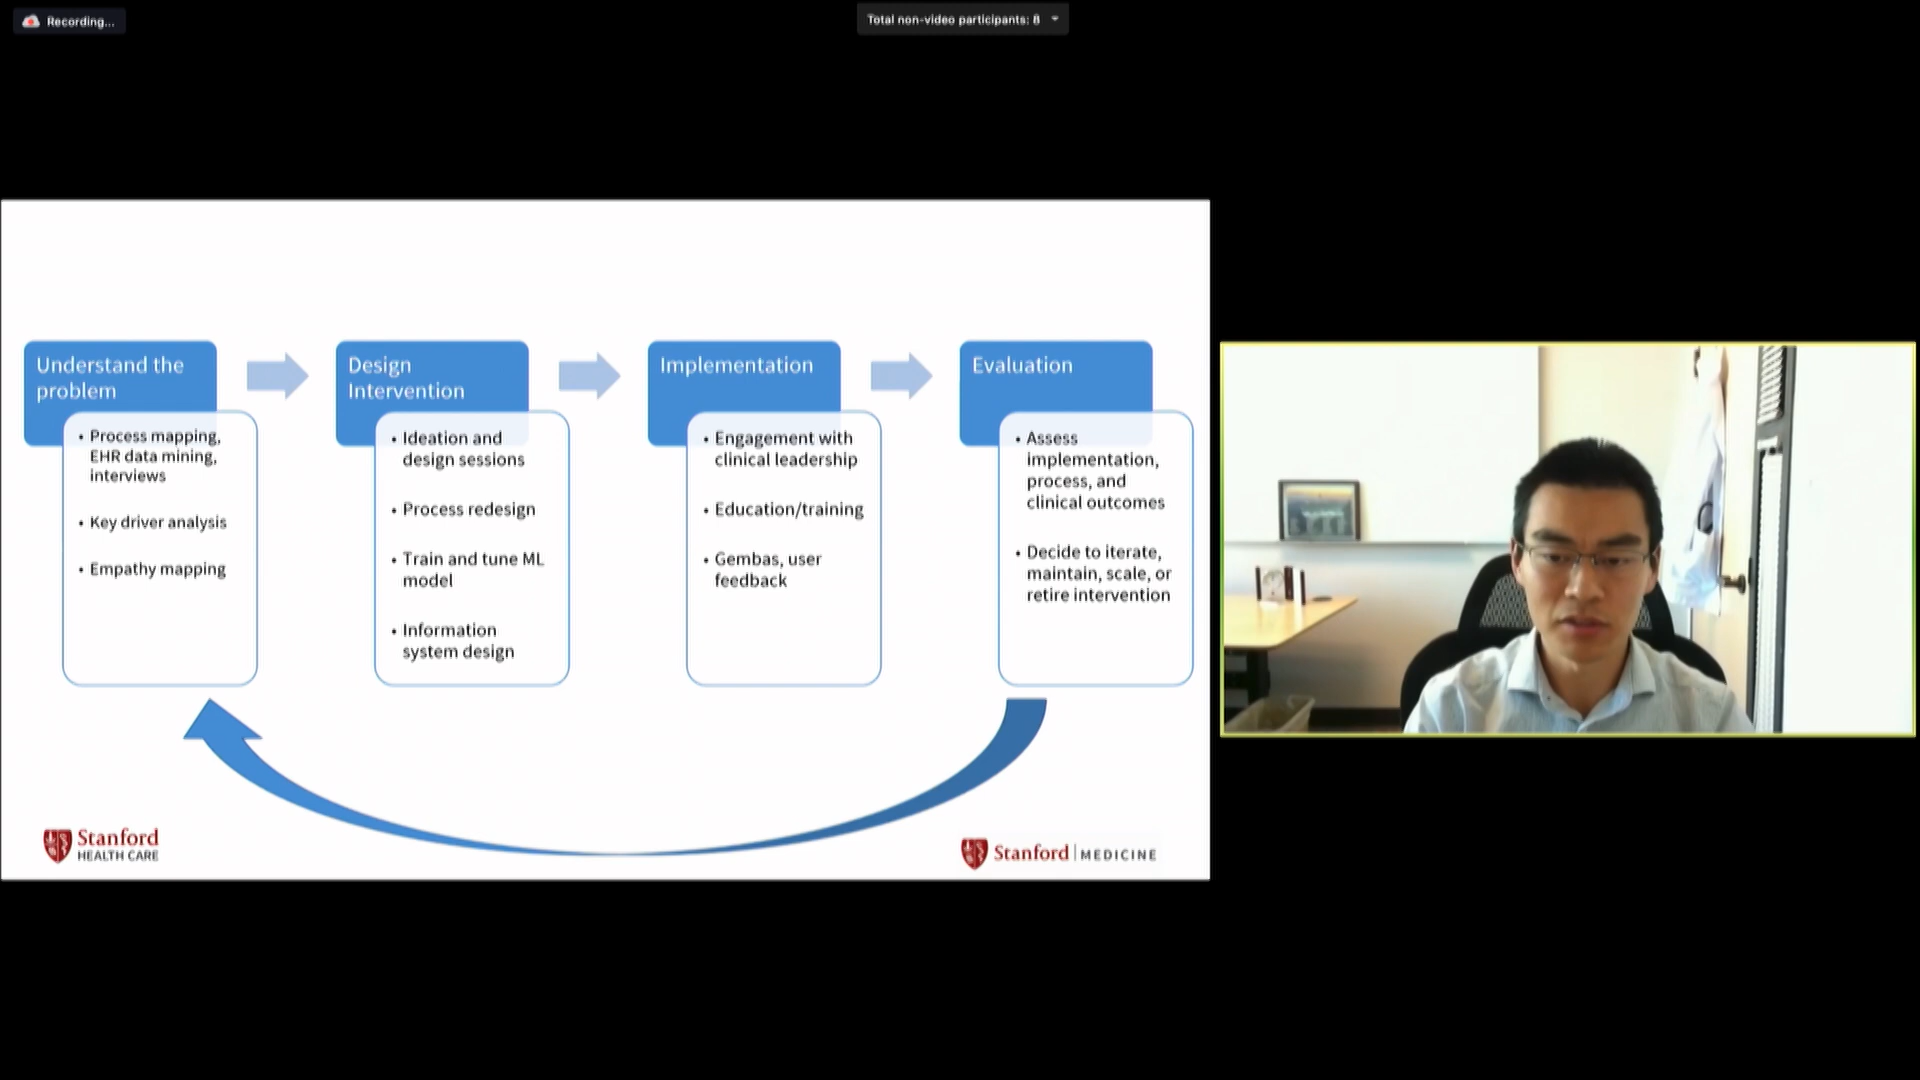 Recording...
Total non-video participants: 8
Understand the
problem
• Process mapping,
EHR data mining,
interviews
• Key driver analysis
• Empathy mapping
Design
Intervention
• Ideation and
design sessions
• Process redesign
• Train and tune ML
model
• Information
system design
Implementation
• Engagement with
clinical leadership
• Education/training
• Gembas, user
feedback
Evaluation
• Assess
implementation,
process, and
clinical outcomes
• Decide to iterate,
maintain, scale, or
retire intervention
Stanford
HEALTH CARE
Stanford | MEDICINE